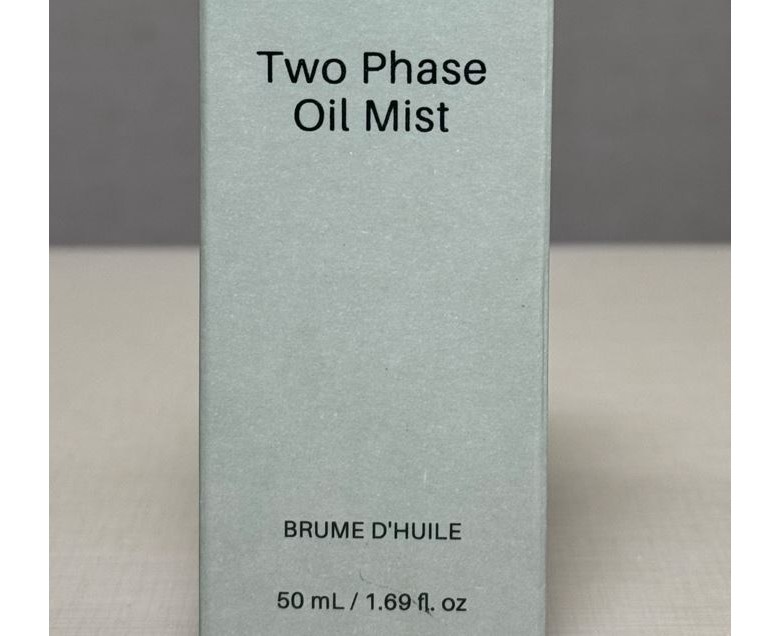 Two Phase
Oil Mist
BRUME D'HUILE
50 mL / 1.69 fl. oz